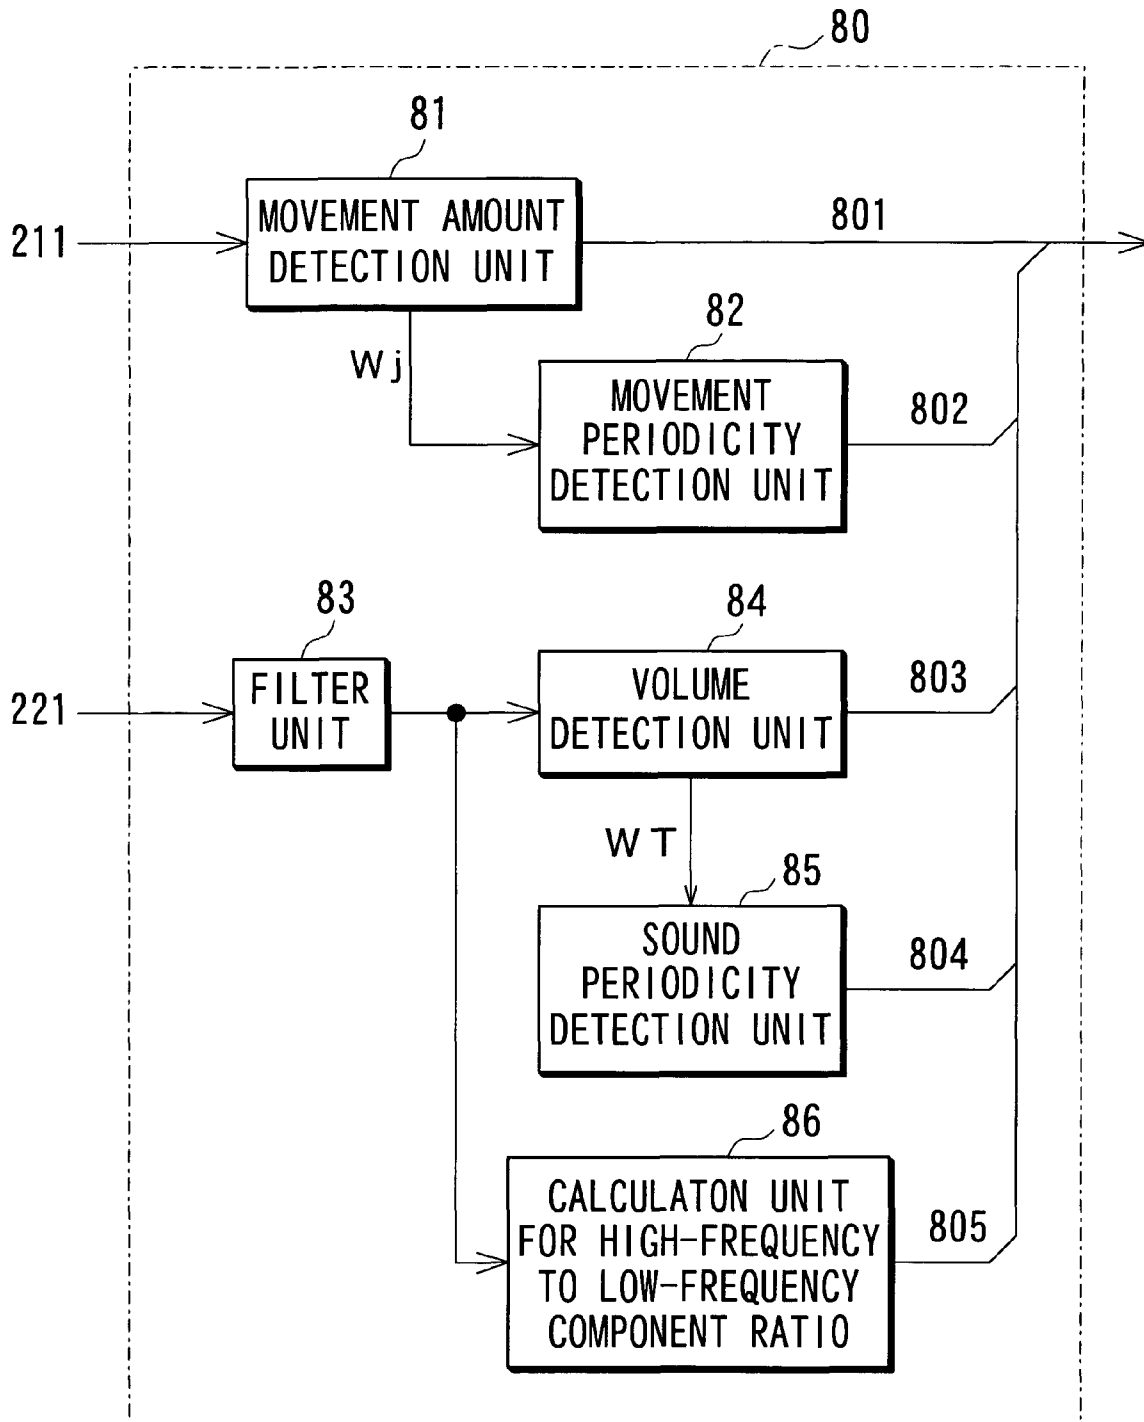 80
81
MOVEMENT AMOUNT
DETECTION UNIT
211
801
Wj
82
MOVEMENT
PERIODICITY
DETECTION UNIT
802
83
FILTER
UNIT
221
84
VOLUME
DETECTION UNIT
803
WT
85
SOUND
PERIODICITY
DETECTION UNIT
804
86
CALCULATON UNIT
FOR HIGH-FREQUENCY
TO LOW-FREQUENCY
COMPONENT RATIO
805